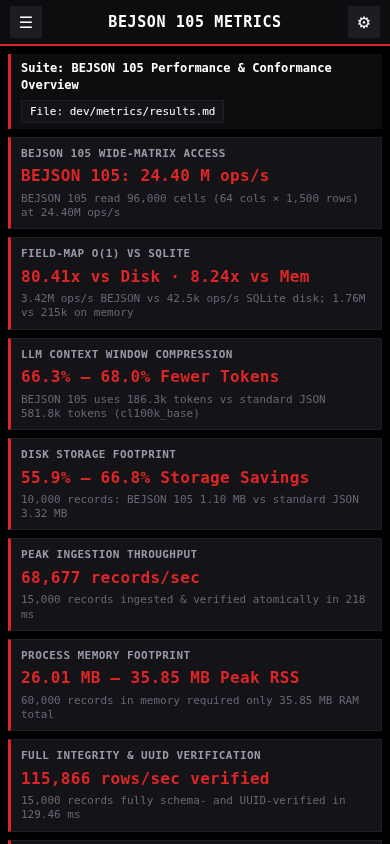 ☰ BEJSON 105 METRICS ⚙
Suite: BEJSON 105 Performance & Conformance
Overview
File: dev/metrics/results.md
BEJSON 105 WIDE-MATRIX ACCESS
BEJSON 105: 24.40 M ops/s
BEJSON 105 read 96,000 cells (64 cols × 1,500 rows)
at 24.40M ops/s
FIELD-MAP O(1) VS SQLITE
80.41x vs Disk · 8.24x vs Mem
3.42M ops/s BEJSON vs 42.5k ops/s SQLite disk; 1.76M
vs 215k on memory
LLM CONTEXT WINDOW COMPRESSION
66.3% — 68.0% Fewer Tokens
BEJSON 105 uses 186.3k tokens vs standard JSON
581.8k tokens (cl100k_base)
DISK STORAGE FOOTPRINT
55.9% — 66.8% Storage Savings
10,000 records: BEJSON 105 1.10 MB vs standard JSON
3.32 MB
PEAK INGESTION THROUGHPUT
68,677 records/sec
15,000 records ingested & verified atomically in 218
ms
PROCESS MEMORY FOOTPRINT
26.01 MB — 35.85 MB Peak RSS
60,000 records in memory required only 35.85 MB RAM
total
FULL INTEGRITY & UUID VERIFICATION
115,866 rows/sec verified
15,000 records fully schema- and UUID-verified in
129.46 ms